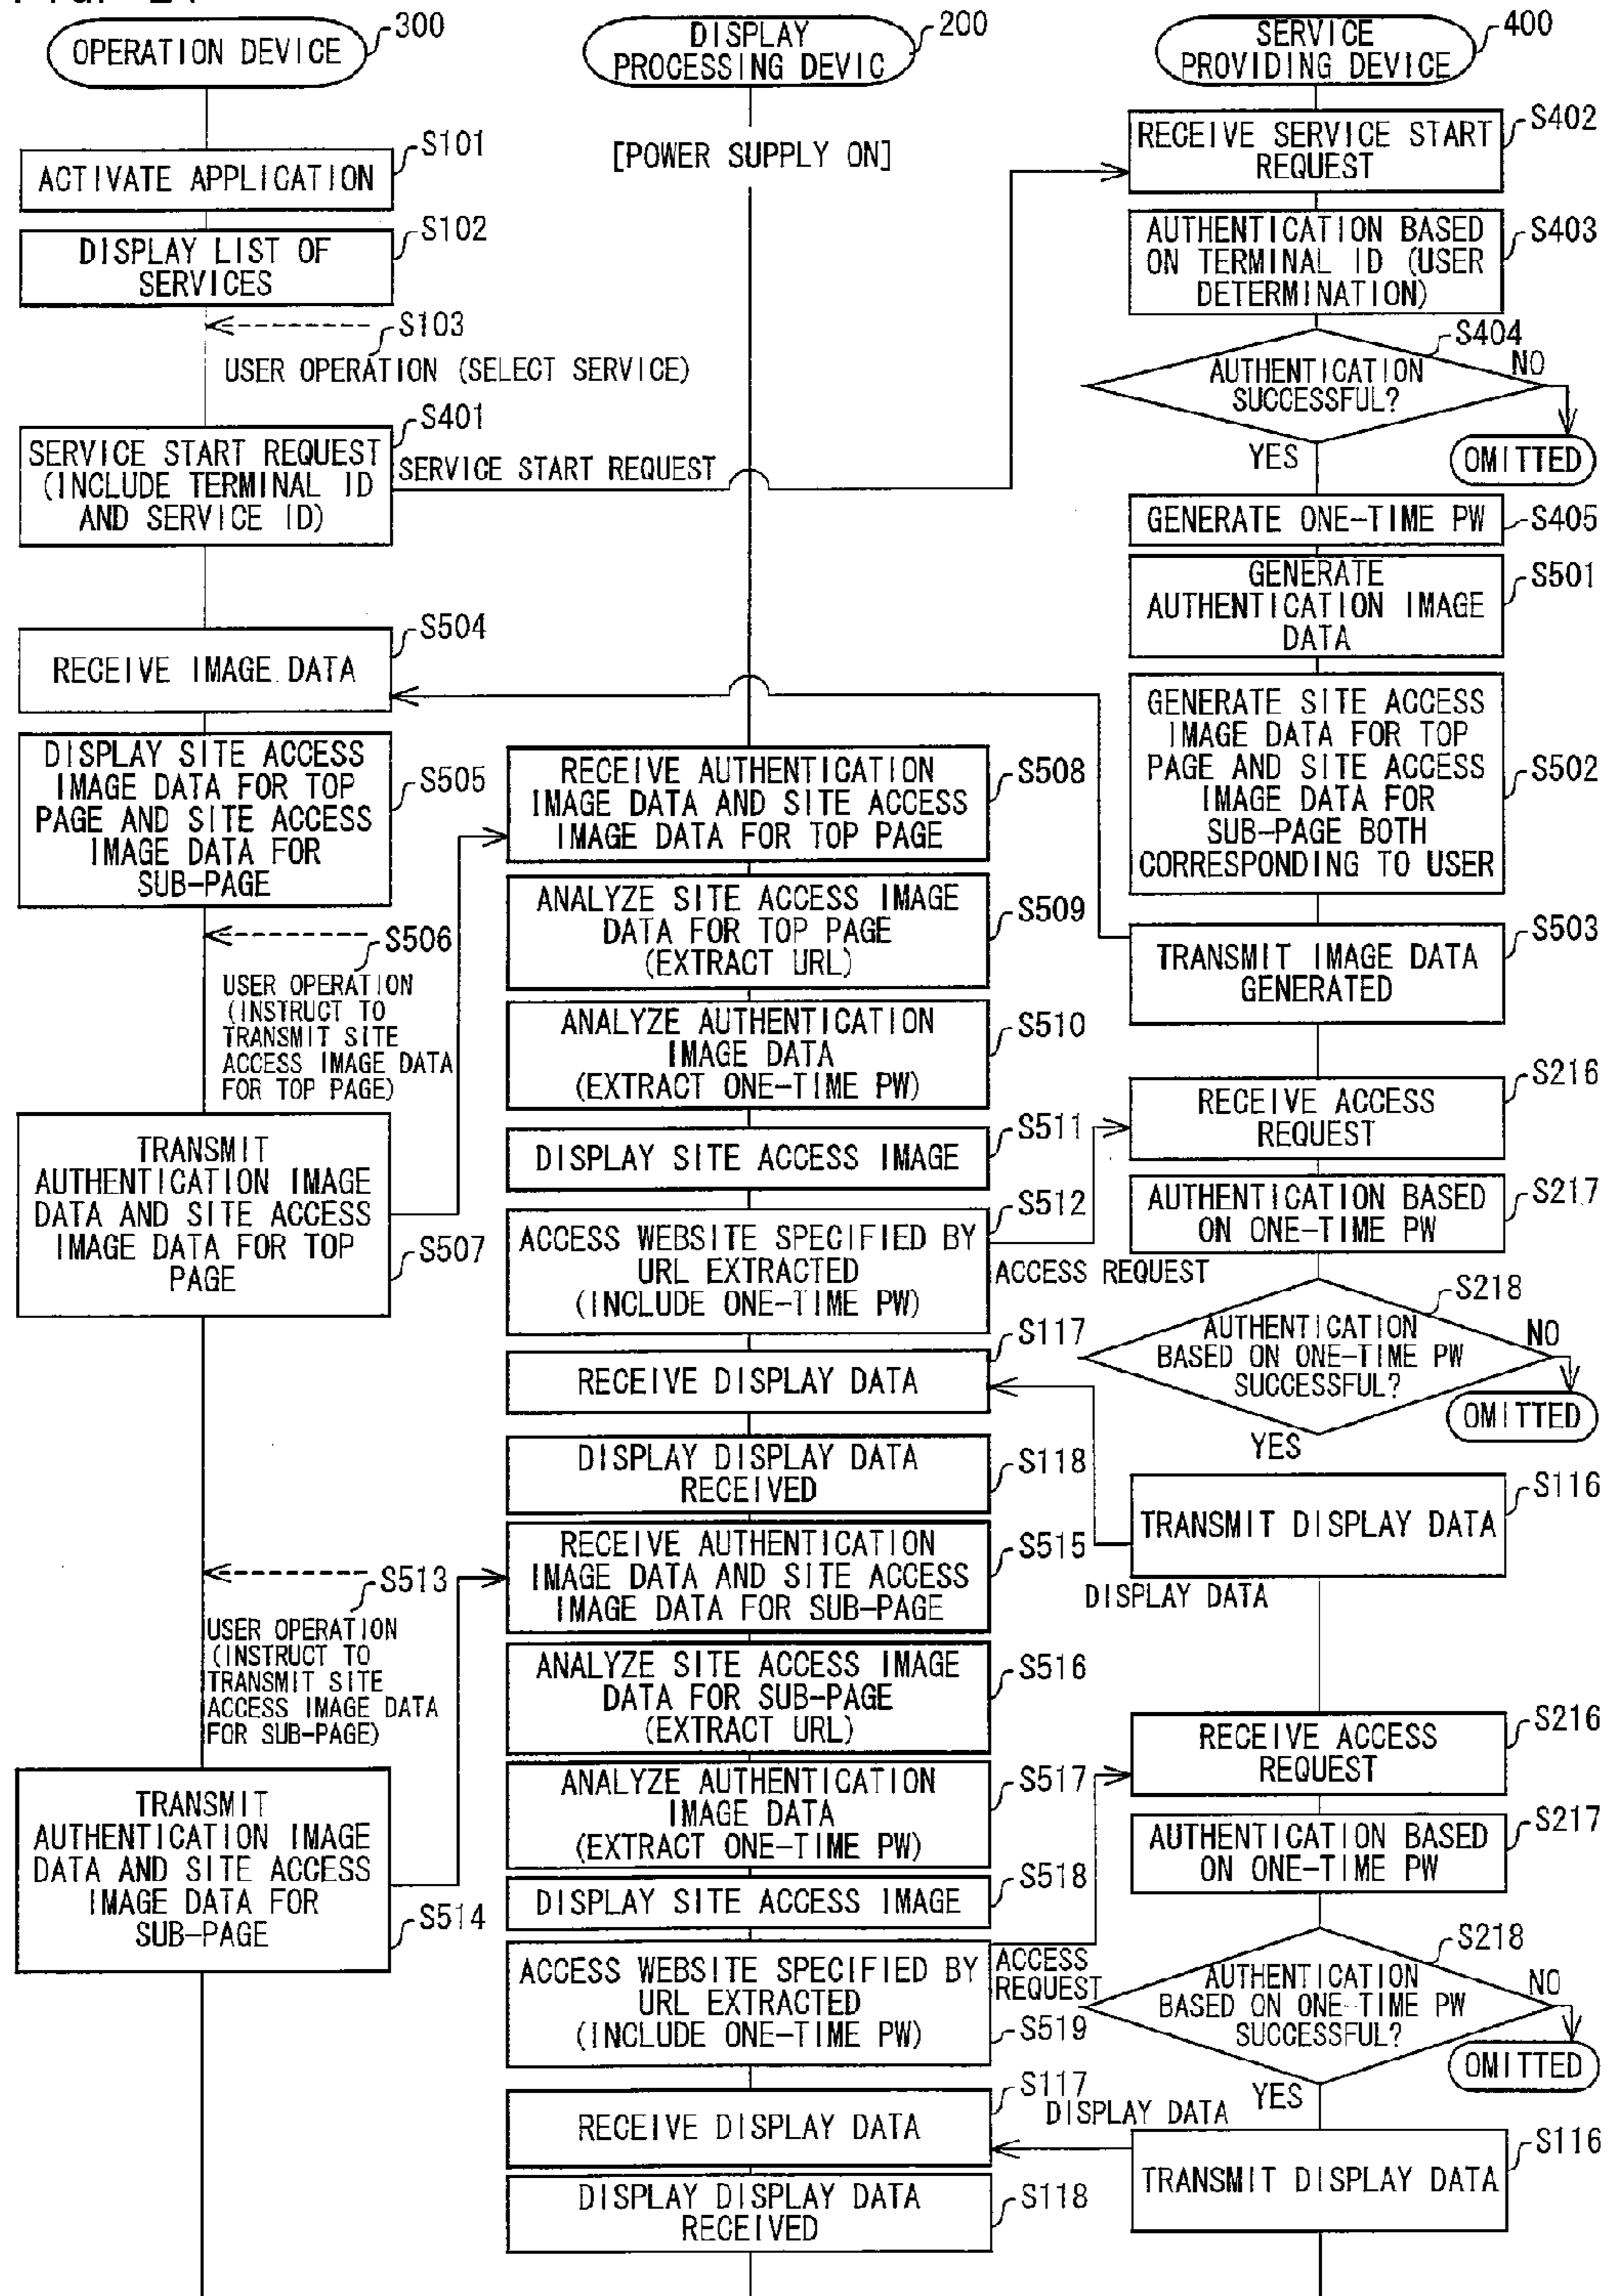 OPERATION DEVICE
300
DISPLAY
PROCESSING DEVIC
200
SERVICE
PROVIDING DEVICE
400
ACTIVATE APPLICATION
S101
DISPLAY LIST OF
SERVICES
S102
S103
USER OPERATION (SELECT SERVICE)
SERVICE START REQUEST
(INCLUDE TERMINAL ID
AND SERVICE ID)
S401
SERVICE START REQUEST
[POWER SUPPLY ON]
RECEIVE SERVICE START
REQUEST
S402
AUTHENTICATION BASED
ON TERMINAL ID (USER
DETERMINATION)
S403
AUTHENTICATION
SUCCESSFUL?
S404
NO
OMITTED
YES
GENERATE ONE-TIME PW
S405
GENERATE
AUTHENTICATION IMAGE
DATA
S501
GENERATE SITE ACCESS
IMAGE DATA FOR TOP
PAGE AND SITE ACCESS
IMAGE DATA FOR
SUB-PAGE BOTH
CORRESPONDING TO USER
S502
TRANSMIT IMAGE DATA
GENERATED
S503
RECEIVE IMAGE DATA
S504
DISPLAY SITE ACCESS
IMAGE DATA FOR TOP
PAGE AND SITE ACCESS
IMAGE DATA FOR
SUB-PAGE
S505
S506
USER OPERATION
(INSTRUCT TO
TRANSMIT SITE
ACCESS IMAGE DATA
FOR TOP PAGE)
TRANSMIT
AUTHENTICATION IMAGE
DATA AND SITE ACCESS
IMAGE DATA FOR TOP
PAGE
S507
RECEIVE AUTHENTICATION
IMAGE DATA AND SITE ACCESS
IMAGE DATA FOR TOP PAGE
S508
ANALYZE SITE ACCESS IMAGE
DATA FOR TOP PAGE
(EXTRACT URL)
S509
ANALYZE AUTHENTICATION
IMAGE DATA
(EXTRACT ONE-TIME PW)
S510
DISPLAY SITE ACCESS IMAGE
S511
ACCESS WEBSITE SPECIFIED BY
URL EXTRACTED
(INCLUDE ONE-TIME PW)
S512
ACCESS REQUEST
RECEIVE ACCESS
REQUEST
S216
AUTHENTICATION BASED
ON ONE-TIME PW
S217
AUTHENTICATION
BASED ON ONE-TIME PW
SUCCESSFUL?
S218
NO
OMITTED
YES
TRANSMIT DISPLAY DATA
S116
DISPLAY DATA
RECEIVE DISPLAY DATA
S117
DISPLAY DISPLAY DATA
RECEIVED
S118
S513
USER OPERATION
(INSTRUCT TO
TRANSMIT SITE
ACCESS IMAGE DATA
FOR SUB-PAGE)
TRANSMIT
AUTHENTICATION IMAGE
DATA AND SITE ACCESS
IMAGE DATA FOR
SUB-PAGE
S514
RECEIVE AUTHENTICATION
IMAGE DATA AND SITE ACCESS
IMAGE DATA FOR SUB-PAGE
S515
ANALYZE SITE ACCESS IMAGE
DATA FOR SUB-PAGE
(EXTRACT URL)
S516
ANALYZE AUTHENTICATION
IMAGE DATA
(EXTRACT ONE-TIME PW)
S517
DISPLAY SITE ACCESS IMAGE
S518
ACCESS WEBSITE SPECIFIED BY
URL EXTRACTED
(INCLUDE ONE-TIME PW)
S519
ACCESS
REQUEST
RECEIVE ACCESS
REQUEST
S216
AUTHENTICATION BASED
ON ONE-TIME PW
S217
AUTHENTICATION
BASED ON ONE-TIME PW
SUCCESSFUL?
S218
NO
OMITTED
YES
TRANSMIT DISPLAY DATA
S116
DISPLAY DATA
RECEIVE DISPLAY DATA
S117
DISPLAY DISPLAY DATA
RECEIVED
S118